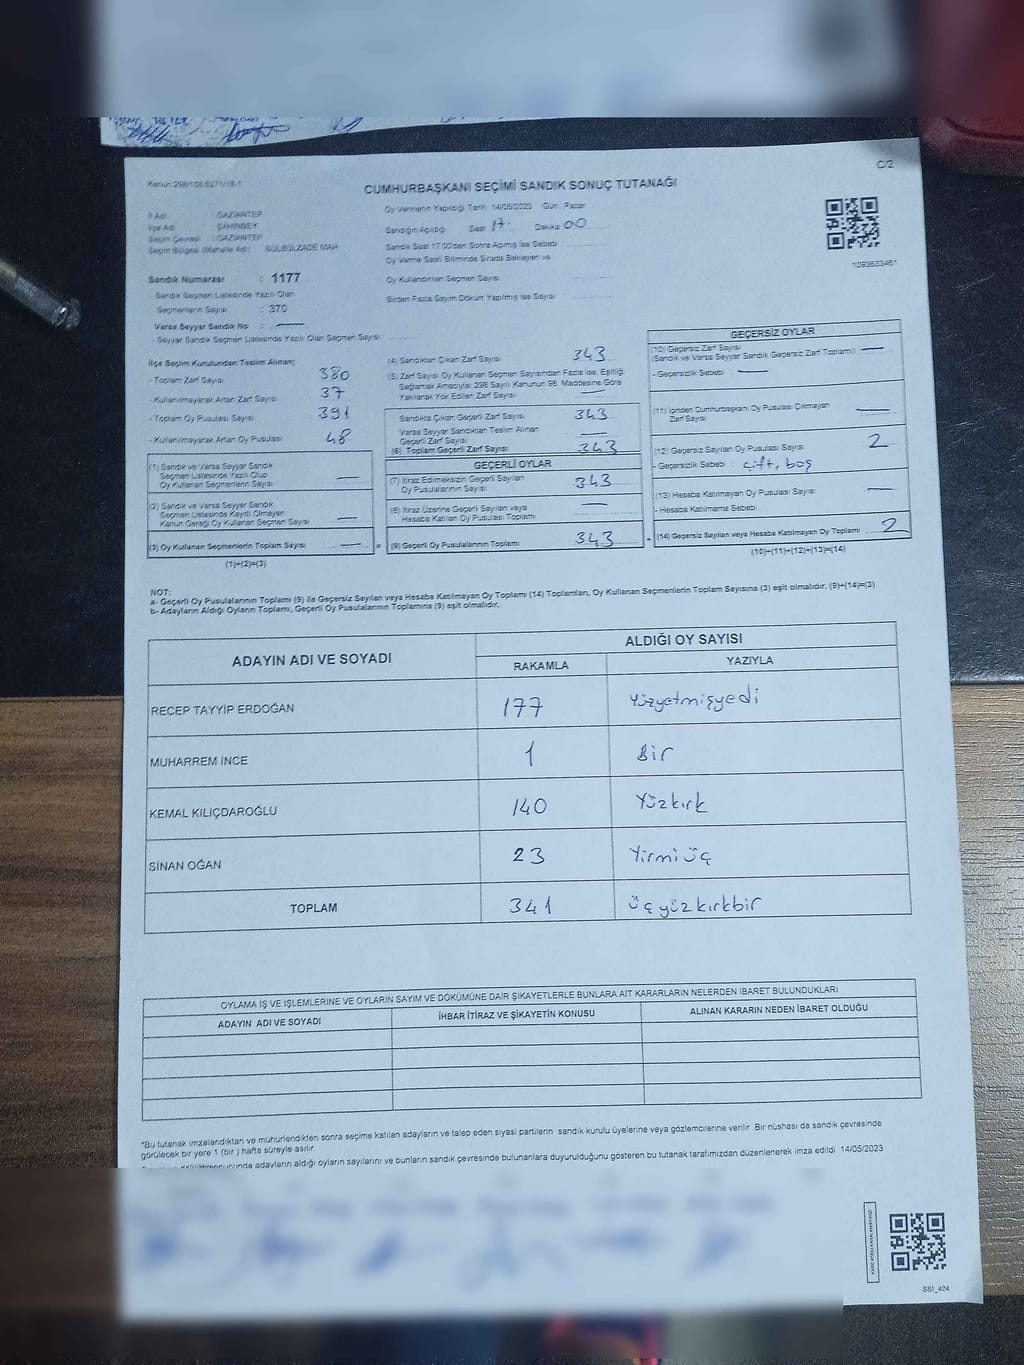 C/2
Kanun:298/105,6271/18-1
CUMHURBAŞKANI SEÇİMİ SANDIK SONUÇ TUTANAĞI
İl Adı : GAZİANTEP
İlçe Adı : ŞAHİNBEY
Seçim Çevresi : GAZİANTEP
Seçim Bölgesi (Mahalle Adı) : BÜLBÜLZADE MAH.
Sandık Numarası : 1177
- Sandık Seçmen Listesinde Yazılı Olan
Seçmenlerin Sayısı : 370
Varsa Seyyar Sandık No : —
- Seyyar Sandık Seçmen Listesinde Yazılı Olan Seçmen Sayısı
Oy Vermenin Yapıldığı Tarih: 14/05/2023 Gün: Pazar
Sandığın Açıldığı Saat 17. Dakika 00
Sandık Saat 17.00'den Sonra Açılmış İse Sebebi
Oy Verme Saati Bitiminde Sırada Bekleyen ve
Oy Kullandırılan Seçmen Sayısı
Birden Fazla Sayım Döküm Yapılmış İse Sayısı
1093633461
İlçe Seçim Kurulundan Teslim Alınan;
- Toplam Zarf Sayısı 380
- Kullanılmayarak Artan Zarf Sayısı 37
- Toplam Oy Pusulası Sayısı 391
- Kullanılmayarak Artan Oy Pusulası 48
(1) Sandık ve Varsa Seyyar Sandık
Seçmen Listesinde Yazılı Olup
Oy Kullanan Seçmenlerin Sayısı —
(2) Sandık ve Varsa Seyyar Sandık
Seçmen Listesinde Kayıtlı Olmayan
Kanun Gereği Oy Kullanan Seçmen Sayısı —
(3) Oy Kullanan Seçmenlerin Toplam Sayısı — =
(1)+(2)=(3)
(4) Sandıktan Çıkan Zarf Sayısı 343
(5) Zarf Sayısı Oy Kullanan Seçmen Sayısından Fazla ise, Eşitliği
Sağlamak Amacıyla; 298 Sayılı Kanunun 98. Maddesine Göre
Yakılarak Yok Edilen Zarf Sayısı —
Sandıkta Çıkan Geçerli Zarf Sayısı 343
Varsa Seyyar Sandıktan Teslim Alınan
Geçerli Zarf Sayısı —
(6) Toplam Geçerli Zarf Sayısı 343
GEÇERLİ OYLAR
(7) İtiraz Edilmeksizin Geçerli Sayılan
Oy Pusulalarının Sayısı 343
(8) İtiraz Üzerine Geçerli Sayılan veya
Hesaba Katılan Oy Pusulası Toplamı —
(9) Geçerli Oy Pusulalarının Toplamı 343 +
GEÇERSİZ OYLAR
(10) Geçersiz Zarf Sayısı —
(Sandık ve Varsa Seyyar Sandık Geçersiz Zarf Toplamı)
- Geçersizlik Sebebi : —
(11) İçinden Cumhurbaşkanı Oy Pusulası Çıkmayan
Zarf Sayısı —
(12) Geçersiz Sayılan Oy Pusulası Sayısı 2
- Geçersizlik Sebebi : çift, boş
(13) Hesaba Katılmayan Oy Pusulası Sayısı —
- Hesaba Katılmama Sebebi
(14) Geçersiz Sayılan veya Hesaba Katılmayan Oy Toplamı 2
(10)+(11)+(12)+(13)=(14)
NOT:
a- Geçerli Oy Pusulalarının Toplamı (9) ile Geçersiz Sayılan veya Hesaba Katılmayan Oy Toplamı (14) Toplamları, Oy Kullanan Seçmenlerin Toplam Sayısına (3) eşit olmalıdır. (9)+(14)=(3)
b- Adayların Aldığı Oyların Toplamı, Geçerli Oy Pusulalarının Toplamına (9) eşit olmalıdır.
ADAYIN ADI VE SOYADI
ALDIĞI OY SAYISI
RAKAMLA YAZIYLA
RECEP TAYYİP ERDOĞAN 177 Yüzyetmişyedi
MUHARREM İNCE 1 Bir
KEMAL KILIÇDAROĞLU 140 Yüzkırk
SİNAN OĞAN 23 Yirmiüç
TOPLAM 341 üçyüzkırkbir
OYLAMA İŞ VE İŞLEMLERİNE VE OYLARIN SAYIM VE DÖKÜMÜNE DAİR ŞİKAYETLERLE BUNLARA AİT KARARLARIN NELERDEN İBARET BULUNDUKLARI
ADAYIN ADI VE SOYADI İHBAR İTİRAZ VE ŞİKAYETİN KONUSU ALINAN KARARIN NEDEN İBARET OLDUĞU
*Bu tutanak imzalandıktan ve mühürlendikten sonra seçime katılan adayların ve talep eden siyasi partilerin sandık kurulu üyelerine veya gözlemcilerine verilir. Bir nüshası da sandık çevresinde
görülecek bir yere 1 (bir) hafta süreyle asılır.
adayların aldığı oyların sayılarını ve bunların sandık çevresinde bulunanlara duyurulduğunu gösteren bu tutanak tarafımızdan düzenlenerek imza edildi. 14/05/2023
SSİ_404